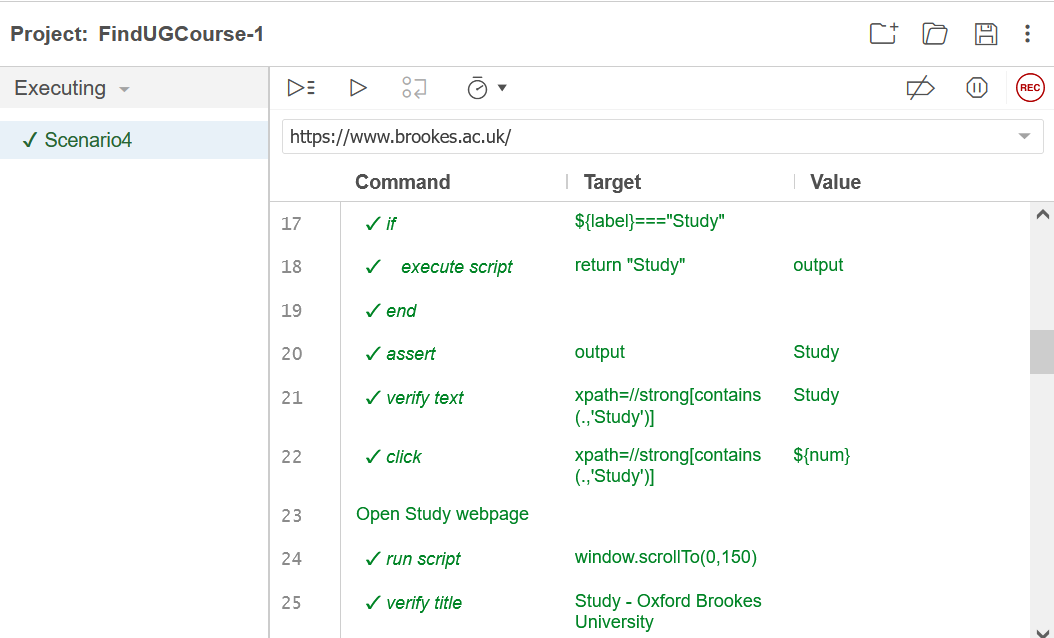 Project: FindUGCourse-1
Executing
REC
✓ Scenario4
https://www.brookes.ac.uk/
Command Target Value
17 ✓ if ${label}==="Study"
18 ✓ execute script return "Study" output
19 ✓ end
20 ✓ assert output Study
21 ✓ verify text xpath=//strong[contains Study
(.,'Study')]
22 ✓ click xpath=//strong[contains ${num}
(.,'Study')]
23 Open Study webpage
24 ✓ run script window.scrollTo(0,150)
25 ✓ verify title Study - Oxford Brookes
University